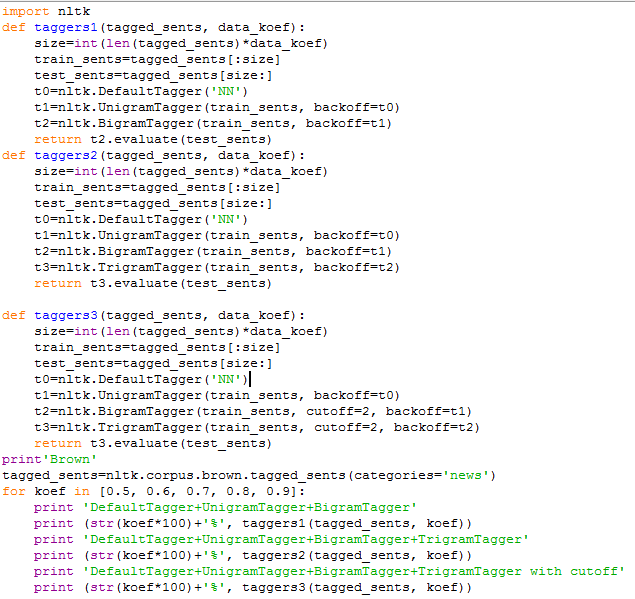 import nltk
def taggers1(tagged_sents, data_koef):
    size=int(len(tagged_sents)*data_koef)
    train_sents=tagged_sents[:size]
    test_sents=tagged_sents[size:]
    t0=nltk.DefaultTagger('NN')
    t1=nltk.UnigramTagger(train_sents, backoff=t0)
    t2=nltk.BigramTagger(train_sents, backoff=t1)
    return t2.evaluate(test_sents)
def taggers2(tagged_sents, data_koef):
    size=int(len(tagged_sents)*data_koef)
    train_sents=tagged_sents[:size]
    test_sents=tagged_sents[size:]
    t0=nltk.DefaultTagger('NN')
    t1=nltk.UnigramTagger(train_sents, backoff=t0)
    t2=nltk.BigramTagger(train_sents, backoff=t1)
    t3=nltk.TrigramTagger(train_sents, backoff=t2)
    return t3.evaluate(test_sents)

def taggers3(tagged_sents, data_koef):
    size=int(len(tagged_sents)*data_koef)
    train_sents=tagged_sents[:size]
    test_sents=tagged_sents[size:]
    t0=nltk.DefaultTagger('NN')
    t1=nltk.UnigramTagger(train_sents, backoff=t0)
    t2=nltk.BigramTagger(train_sents, cutoff=2, backoff=t1)
    t3=nltk.TrigramTagger(train_sents, cutoff=2, backoff=t2)
    return t3.evaluate(test_sents)
print'Brown'
tagged_sents=nltk.corpus.brown.tagged_sents(categories='news')
for koef in [0.5, 0.6, 0.7, 0.8, 0.9]:
    print 'DefaultTagger+UnigramTagger+BigramTagger'
    print (str(koef*100)+'%', taggers1(tagged_sents, koef))
    print 'DefaultTagger+UnigramTagger+BigramTagger+TrigramTagger'
    print (str(koef*100)+'%', taggers2(tagged_sents, koef))
    print 'DefaultTagger+UnigramTagger+BigramTagger+TrigramTagger with cutoff'
    print (str(koef*100)+'%', taggers3(tagged_sents, koef))